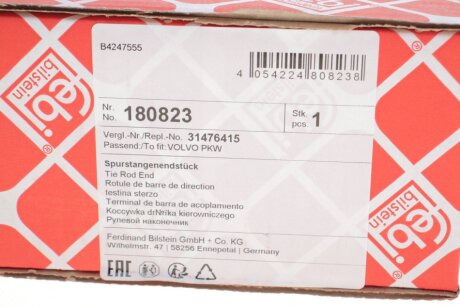 B4247555
4 054224 808238
Nr.
No. 180823
Stk.
pcs. 1
Vergl.-Nr./Repl.-No. 31476415
Passend:/To fit: VOLVO PKW
Spurstangenendstück
Tie Rod End
Rotule de barre de direction
testina sterzo
Terminal de barra de acoplamiento
Końcówka drążka kierowniczego
Рулевой наконечник
Ferdinand Bilstein GmbH + Co. KG
Wilhelmstr. 47 | 58256 Ennepetal | Germany
EAC
febi
bilstein
febi
bilstein